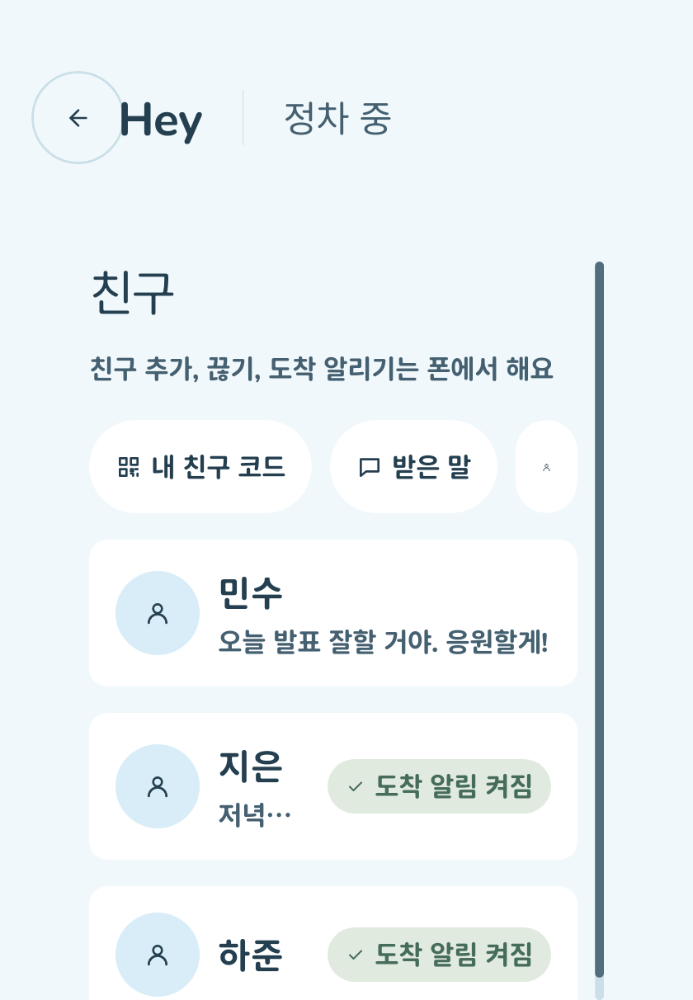 Hey 정차 중
친구
친구 추가, 끊기, 도착 알리기는 폰에서 해요
내 친구 코드 받은 말
민수
오늘 발표 잘할 거야. 응원할게!
지은
저녁…
도착 알림 켜짐
하준
도착 알림 켜짐